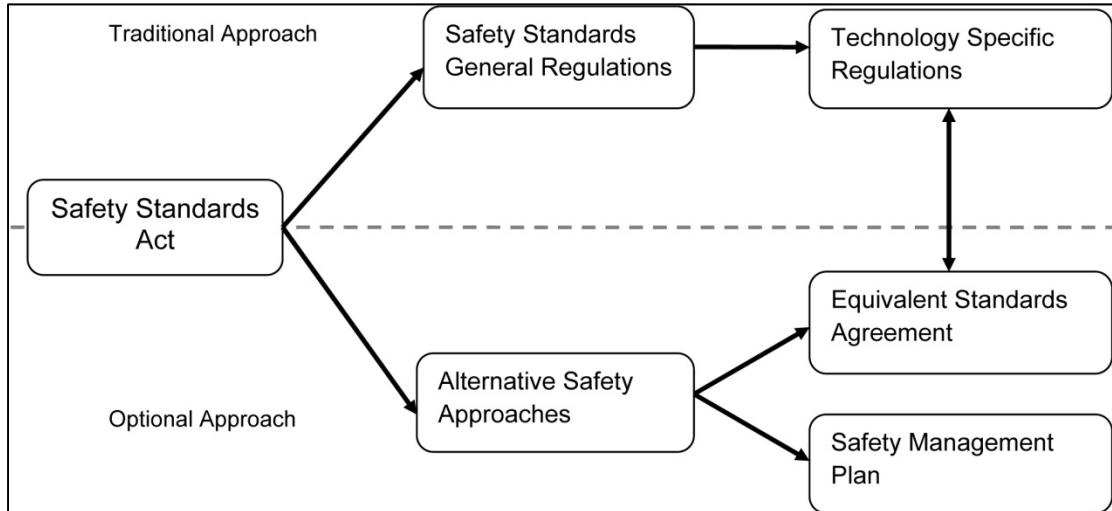 Traditional Approach
Safety Standards
General Regulations
Technology Specific
Regulations
Safety Standards
Act
Equivalent Standards
Agreement
Alternative Safety
Approaches
Optional Approach
Safety Management
Plan